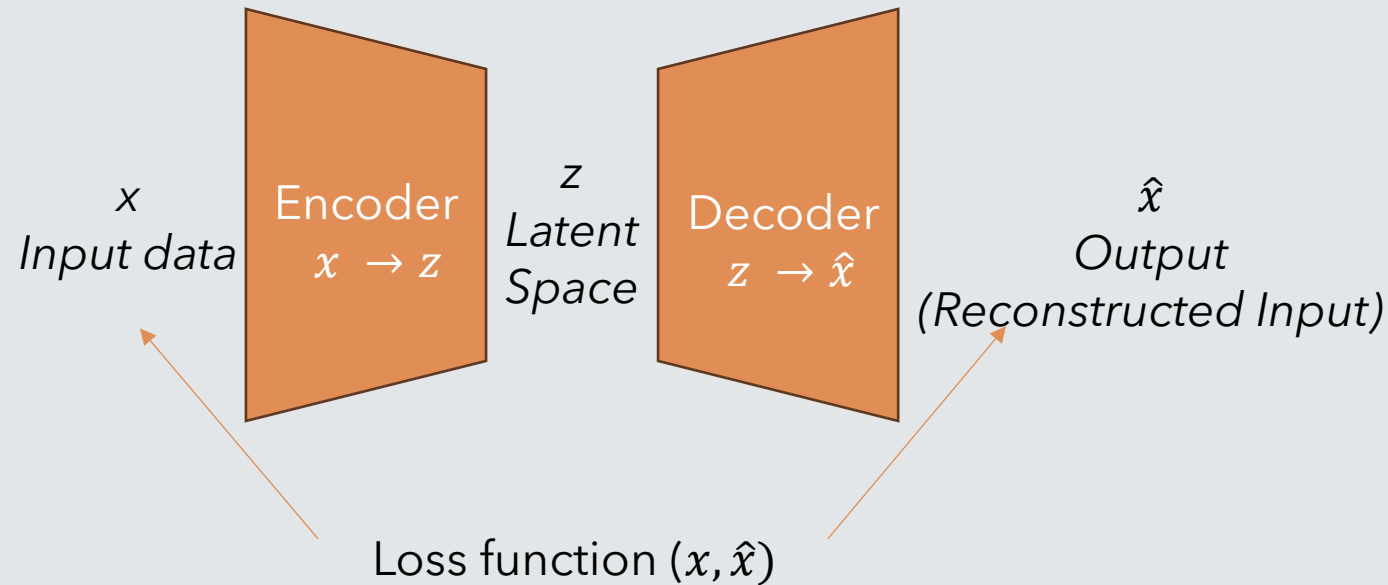 x
Input data
Encoder
x → z
z
Latent
Space
Decoder
z → x̂
x̂
Output
(Reconstructed Input)
Loss function (x, x̂)